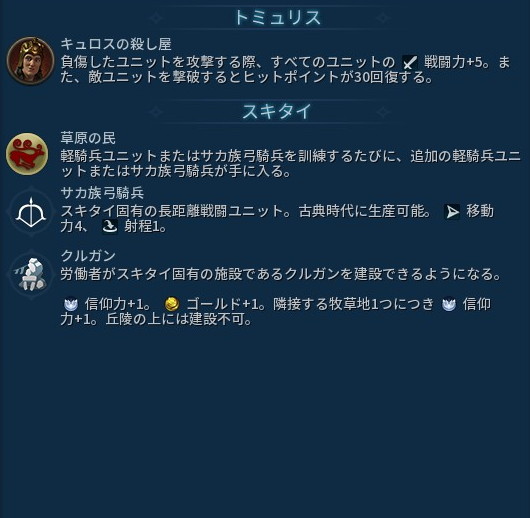 トミュリス
キュロスの殺し屋
負傷したユニットを攻撃する際、すべてのユニットの 戦闘力+5。ま
た、敵ユニットを撃破するとヒットポイントが30回復する。
スキタイ
草原の民
軽騎兵ユニットまたはサカ族弓騎兵を訓練するたびに、追加の軽騎兵ユニ
ットまたはサカ族弓騎兵が手に入る。
サカ族弓騎兵
スキタイ固有の長距離戦闘ユニット。古典時代に生産可能。 移動
力4、 射程1。
クルガン
労働者がスキタイ固有の施設であるクルガンを建設できるようになる。
信仰力+1。 ゴールド+1。隣接する牧草地1つにつき 信仰
力+1。丘陵の上には建設不可。